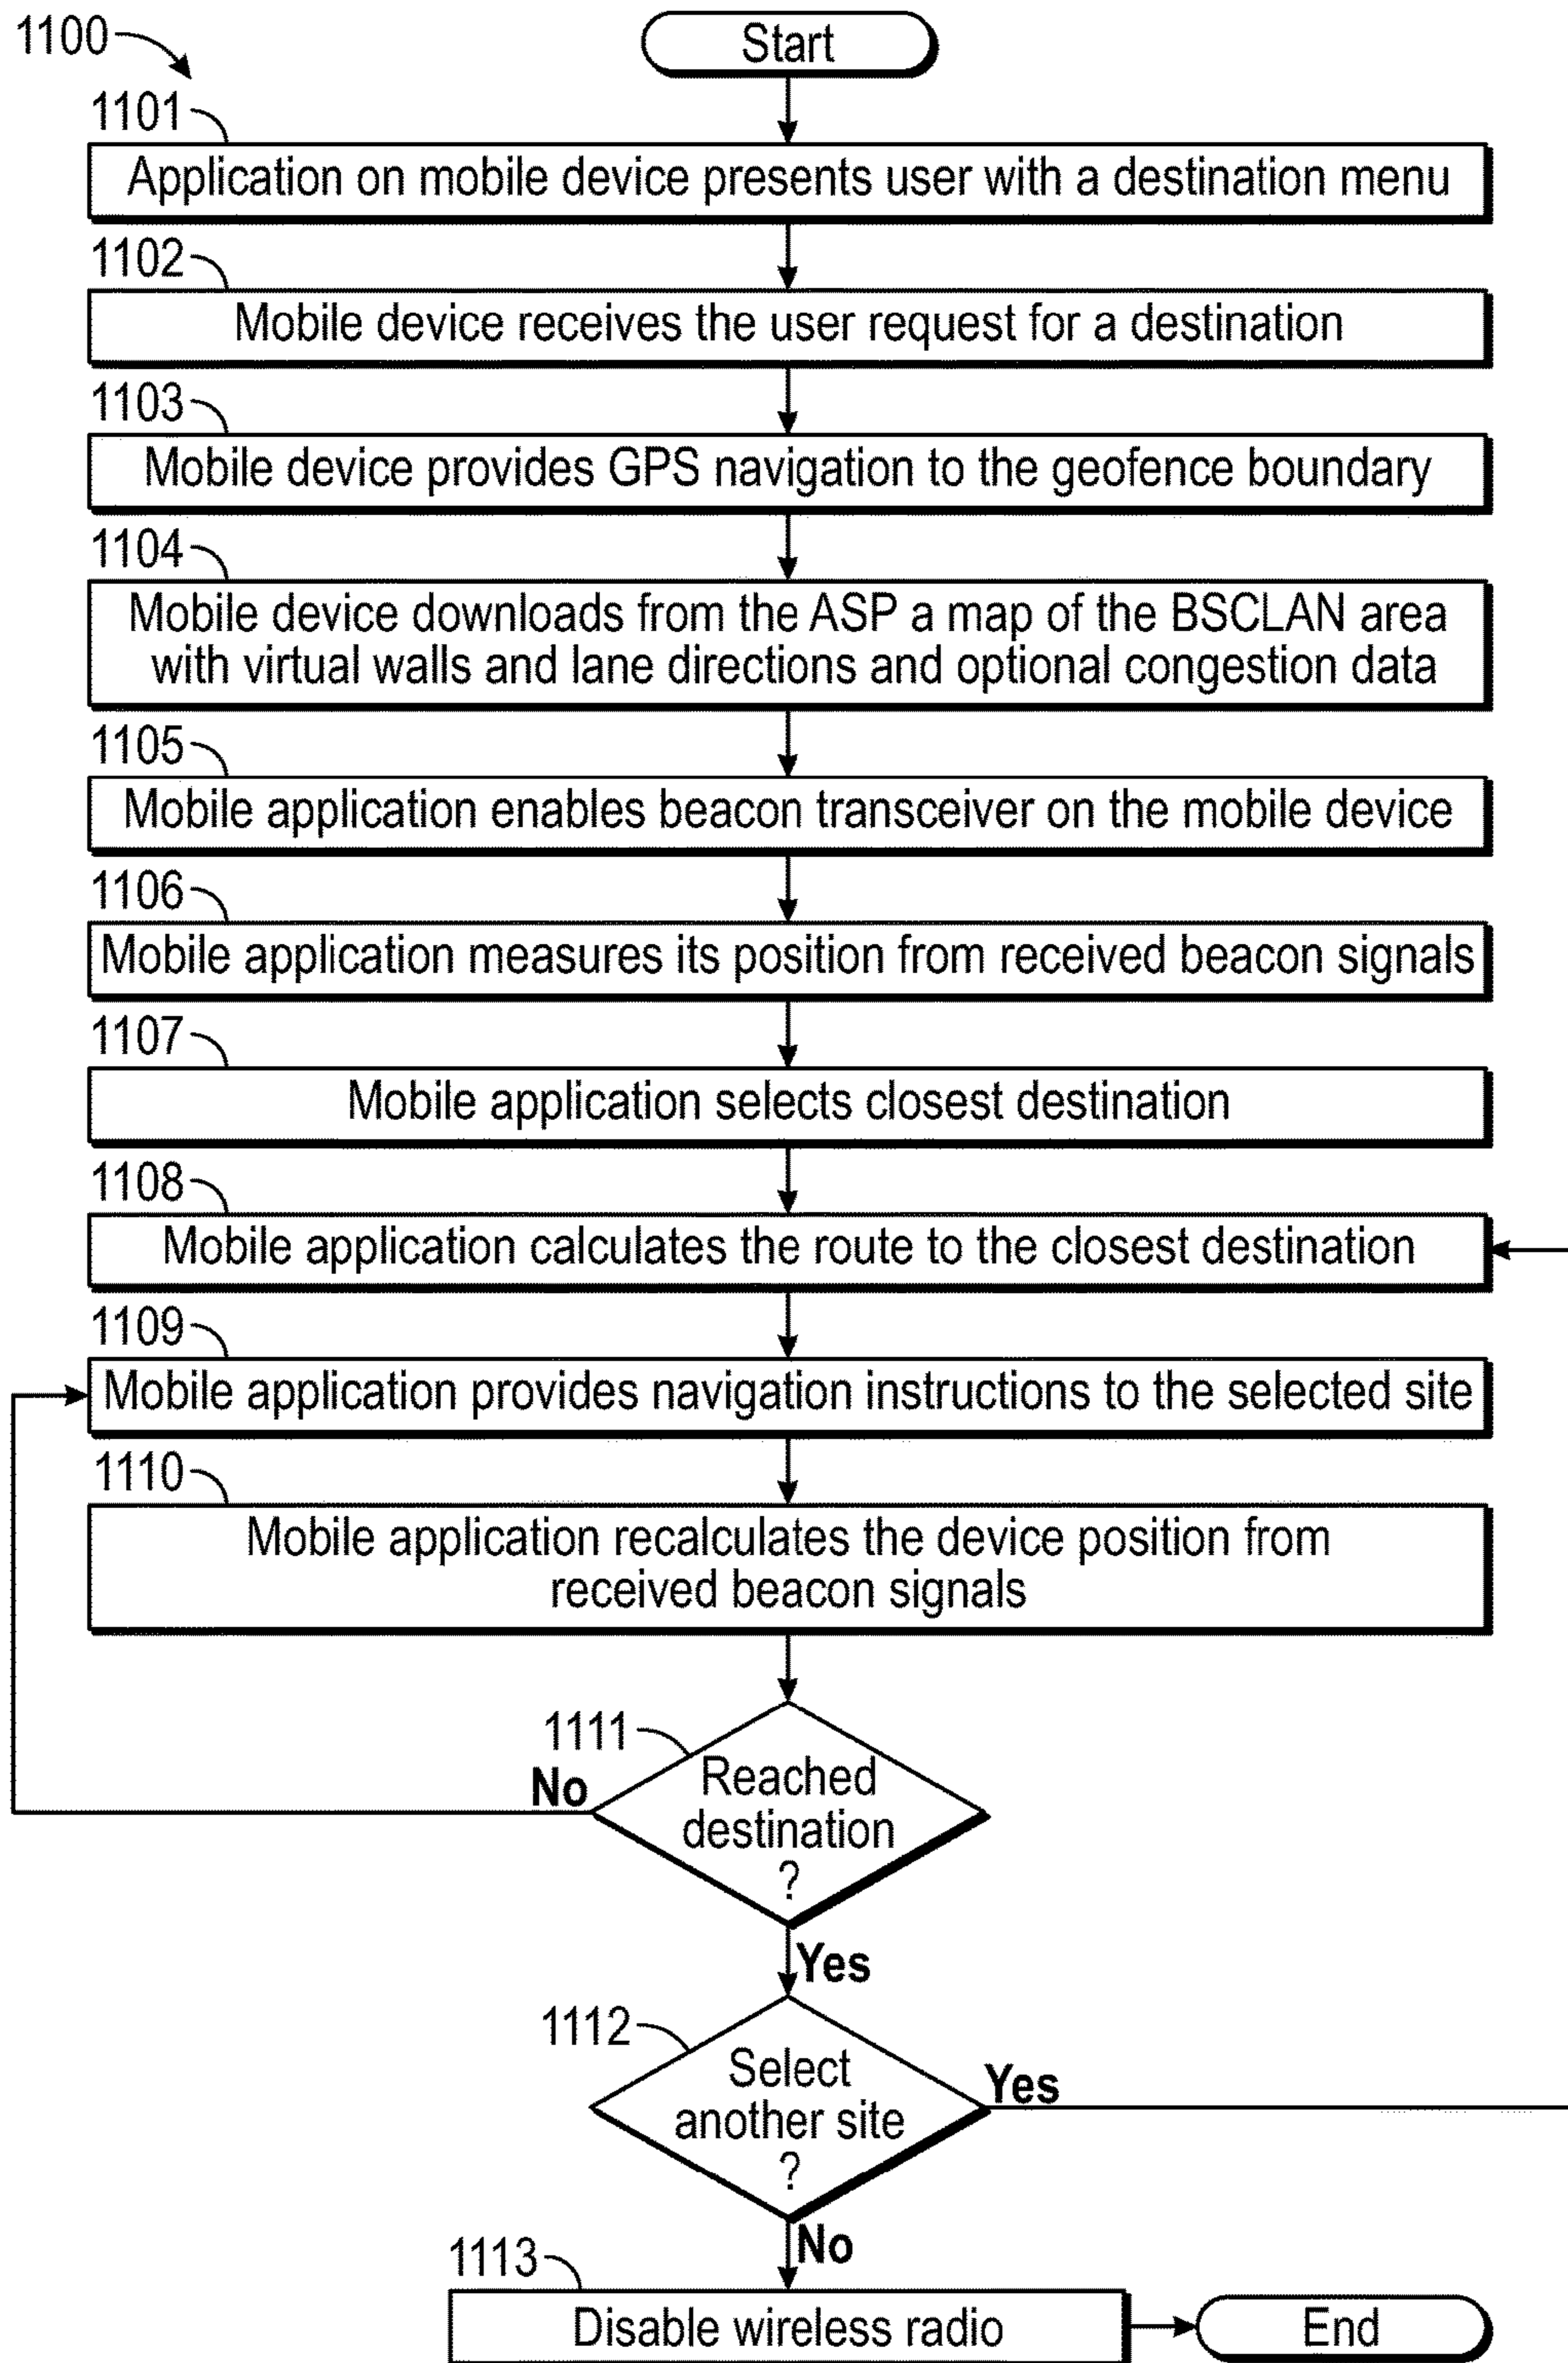 1100
Start
1101
Application on mobile device presents user with a destination menu
1102
Mobile device receives the user request for a destination
1103
Mobile device provides GPS navigation to the geofence boundary
1104
Mobile device downloads from the ASP a map of the BSCLAN area
with virtual walls and lane directions and optional congestion data
1105
Mobile application enables beacon transceiver on the mobile device
1106
Mobile application measures its position from received beacon signals
1107
Mobile application selects closest destination
1108
Mobile application calculates the route to the closest destination
1109
Mobile application provides navigation instructions to the selected site
1110
Mobile application recalculates the device position from
received beacon signals
1111
No
Reached
destination
?
Yes
1112
Select
another site
?
Yes
No
1113
Disable wireless radio
End